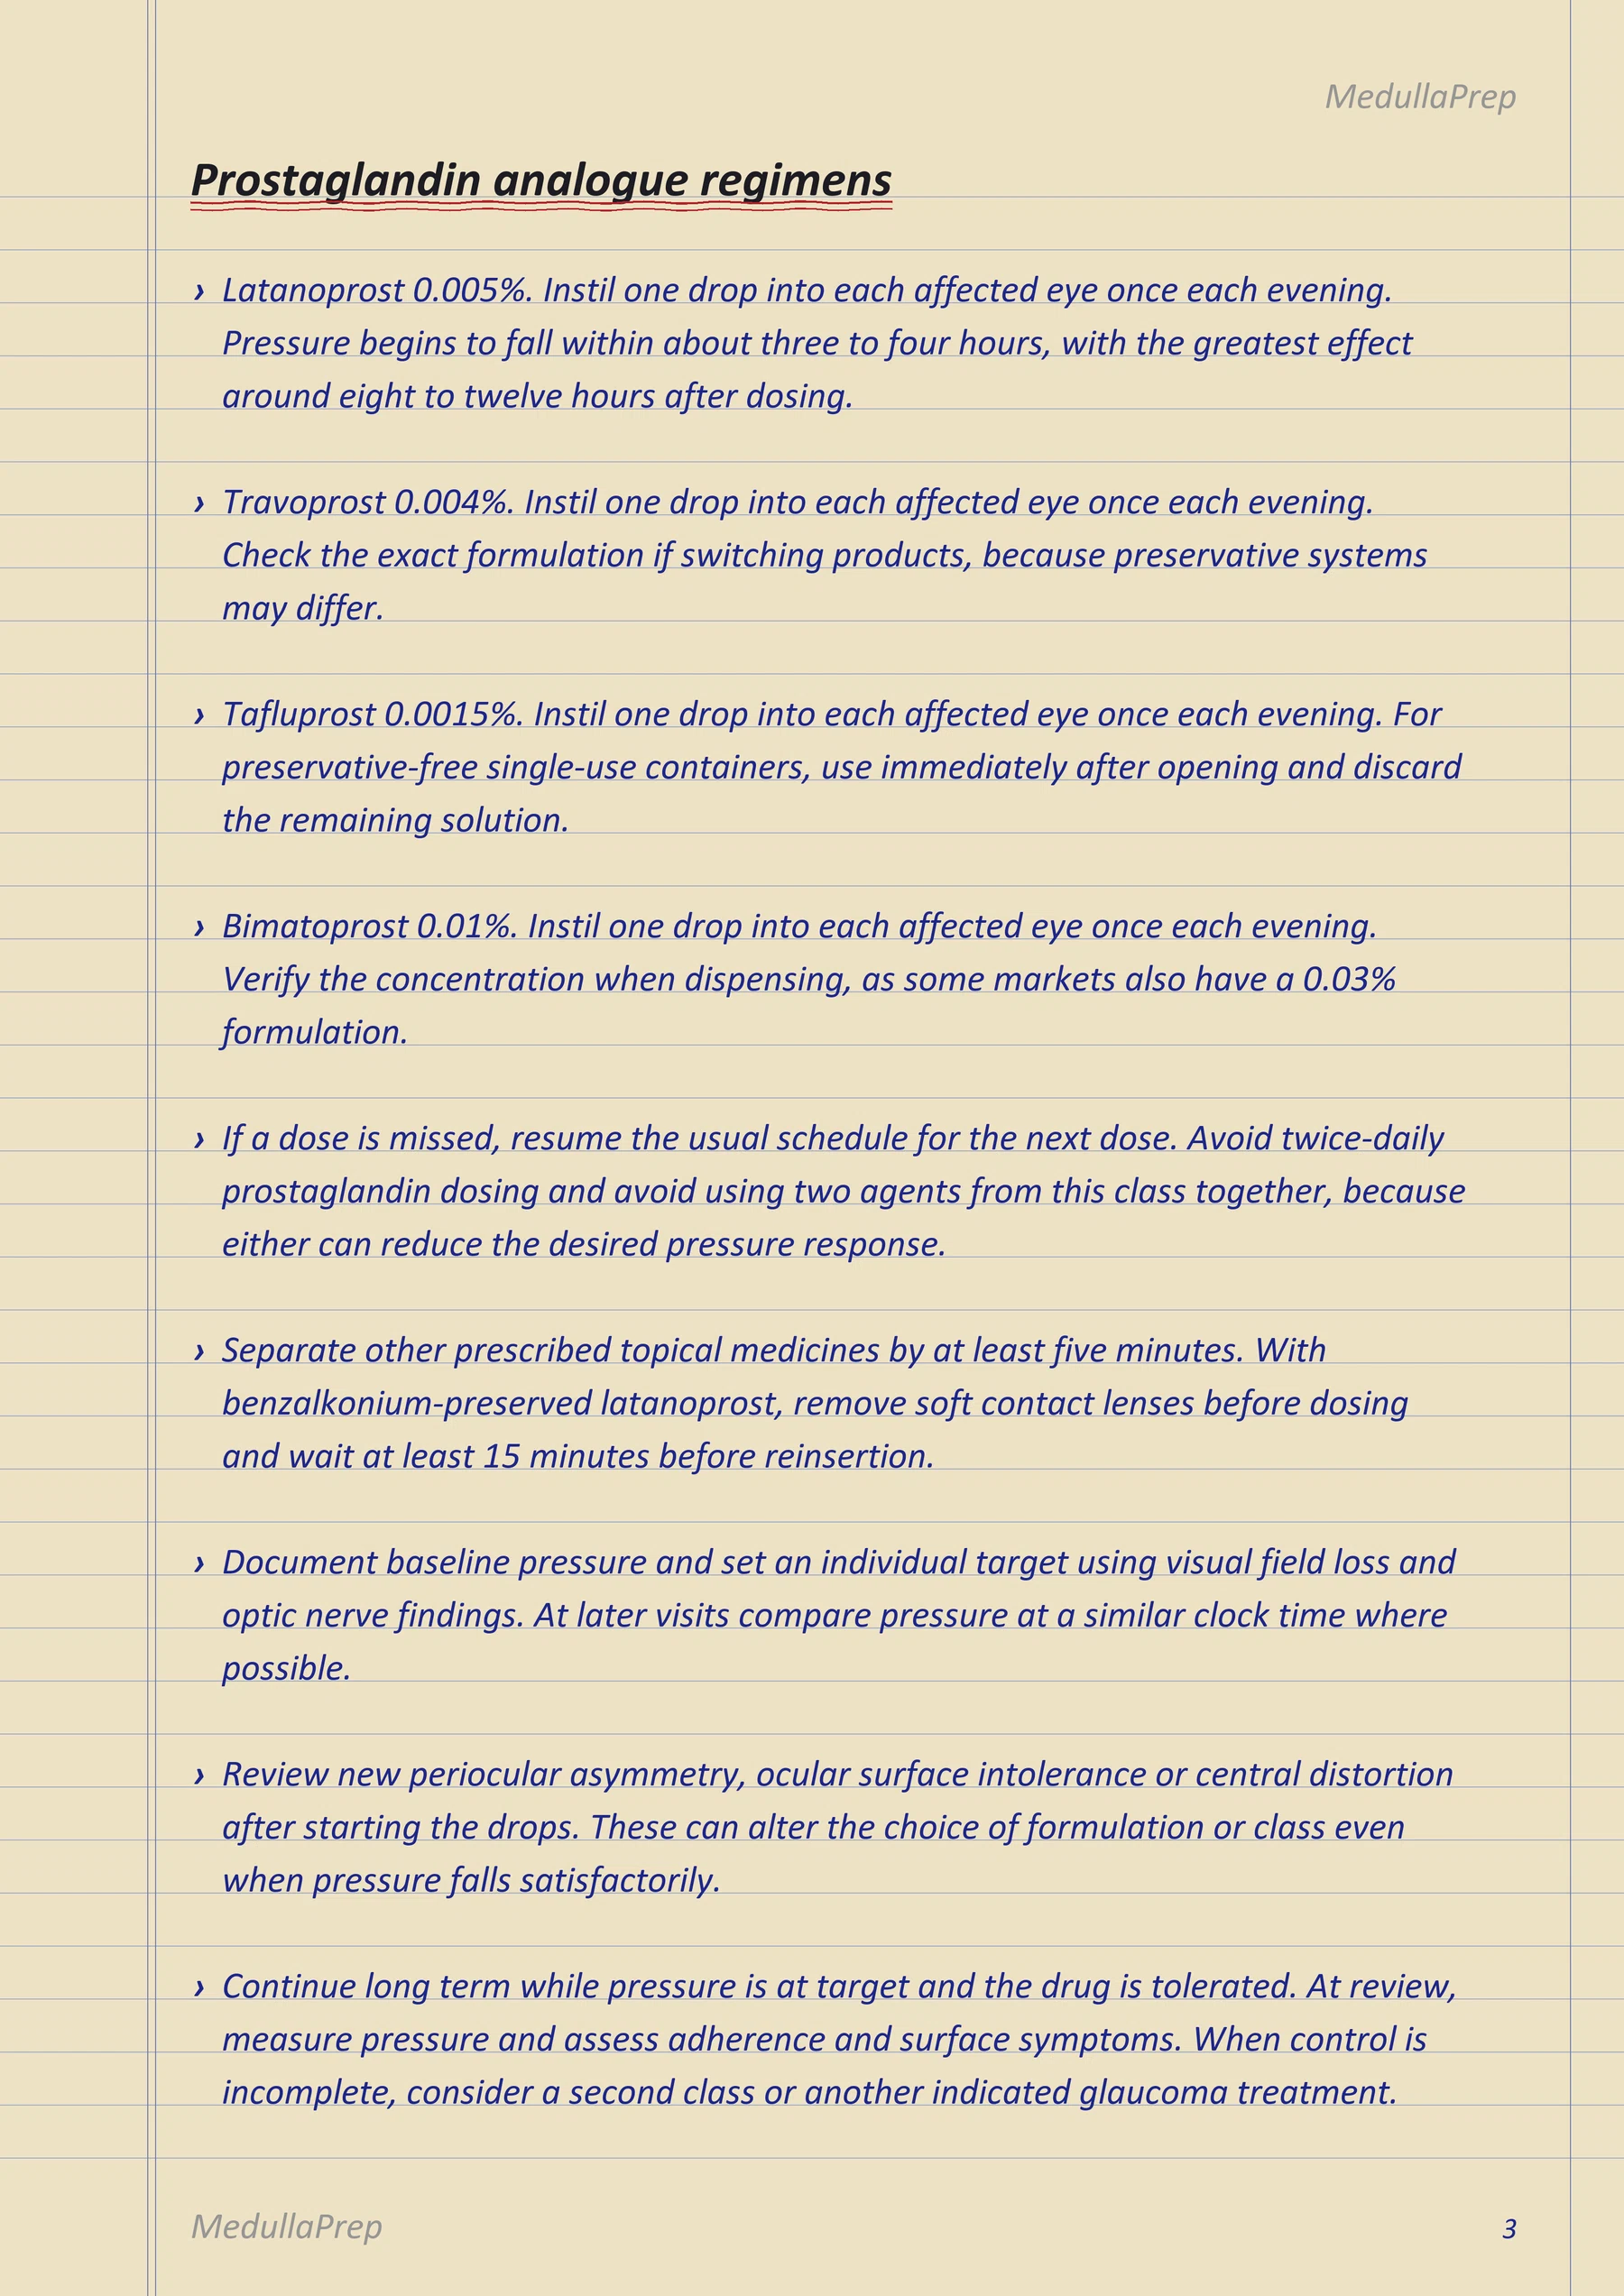 MedullaPrep
Prostaglandin analogue regimens
› Latanoprost 0.005%. Instil one drop into each affected eye once each evening.
Pressure begins to fall within about three to four hours, with the greatest effect
around eight to twelve hours after dosing.
› Travoprost 0.004%. Instil one drop into each affected eye once each evening.
Check the exact formulation if switching products, because preservative systems
may differ.
› Tafluprost 0.0015%. Instil one drop into each affected eye once each evening. For
preservative-free single-use containers, use immediately after opening and discard
the remaining solution.
› Bimatoprost 0.01%. Instil one drop into each affected eye once each evening.
Verify the concentration when dispensing, as some markets also have a 0.03%
formulation.
› If a dose is missed, resume the usual schedule for the next dose. Avoid twice-daily
prostaglandin dosing and avoid using two agents from this class together, because
either can reduce the desired pressure response.
› Separate other prescribed topical medicines by at least five minutes. With
benzalkonium-preserved latanoprost, remove soft contact lenses before dosing
and wait at least 15 minutes before reinsertion.
› Document baseline pressure and set an individual target using visual field loss and
optic nerve findings. At later visits compare pressure at a similar clock time where
possible.
› Review new periocular asymmetry, ocular surface intolerance or central distortion
after starting the drops. These can alter the choice of formulation or class even
when pressure falls satisfactorily.
› Continue long term while pressure is at target and the drug is tolerated. At review,
measure pressure and assess adherence and surface symptoms. When control is
incomplete, consider a second class or another indicated glaucoma treatment.
MedullaPrep
3